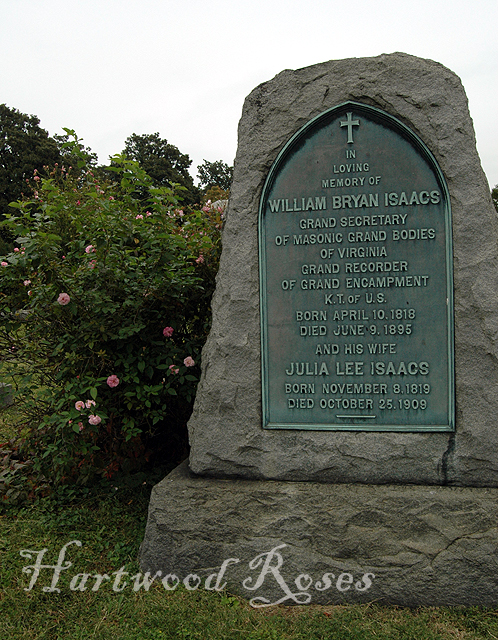 IN
LOVING
MEMORY OF
WILLIAM BRYAN ISAACS
GRAND SECRETARY
OF MASONIC GRAND BODIES
OF VIRGINIA
GRAND RECORDER
OF GRAND ENCAMPMENT
K.T. OF U.S.
BORN APRIL 10. 1818
DIED JUNE 9. 1895
AND HIS WIFE
JULIA LEE ISAACS
BORN NOVEMBER 8. 1819
DIED OCTOBER 25. 1909
Hartwood Roses